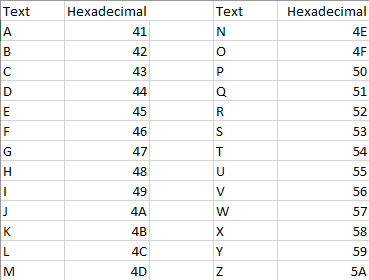 Text Hexadecimal Text Hexadecimal
A 41 N 4E
B 42 O 4F
C 43 P 50
D 44 Q 51
E 45 R 52
F 46 S 53
G 47 T 54
H 48 U 55
I 49 V 56
J 4A W 57
K 4B X 58
L 4C Y 59
M 4D Z 5A